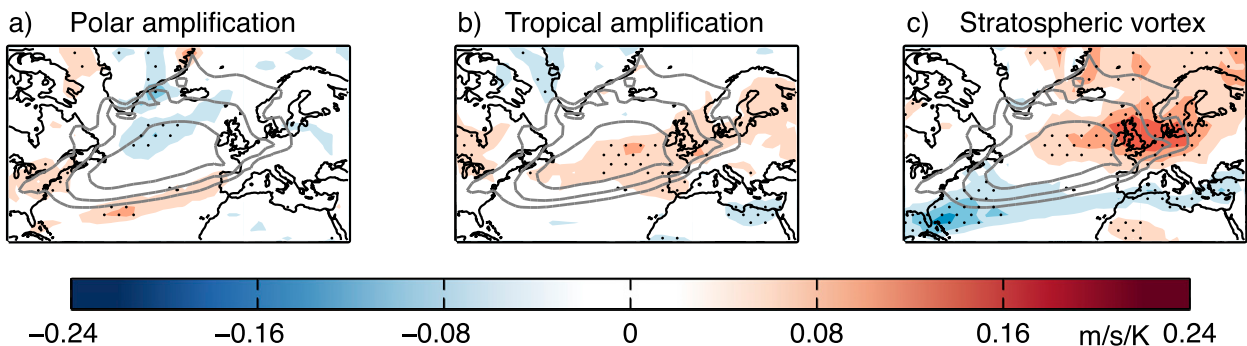 a) Polar amplification
b) Tropical amplification
c) Stratospheric vortex
−0.24 −0.16 −0.08 0 0.08 0.16 m/s/K 0.24